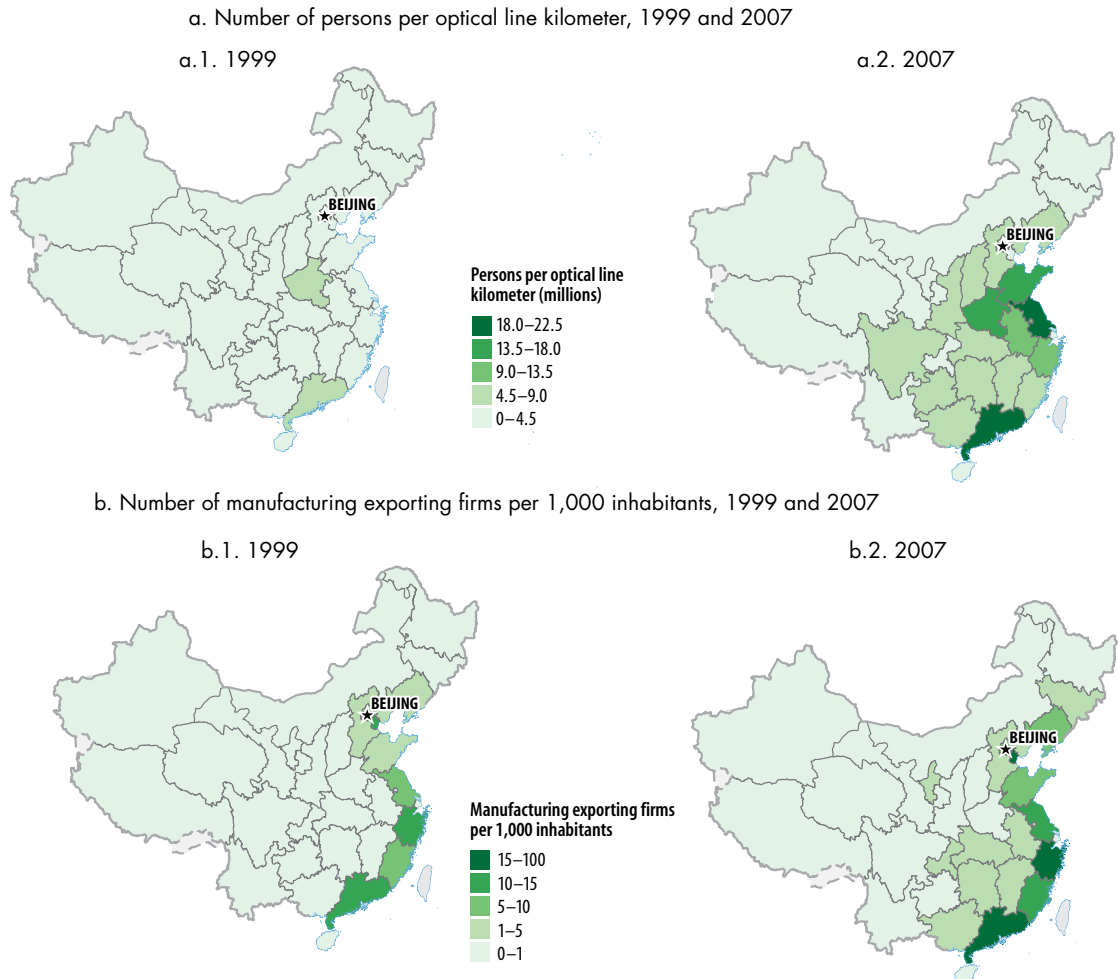 a. Number of persons per optical line kilometer, 1999 and 2007
a.1. 1999
a.2. 2007
BEIJING
BEIJING
Persons per optical line
kilometer (millions)
18.0–22.5
13.5–18.0
9.0–13.5
4.5–9.0
0–4.5
b. Number of manufacturing exporting firms per 1,000 inhabitants, 1999 and 2007
b.1. 1999
b.2. 2007
BEIJING
BEIJING
Manufacturing exporting firms
per 1,000 inhabitants
15–100
10–15
5–10
1–5
0–1